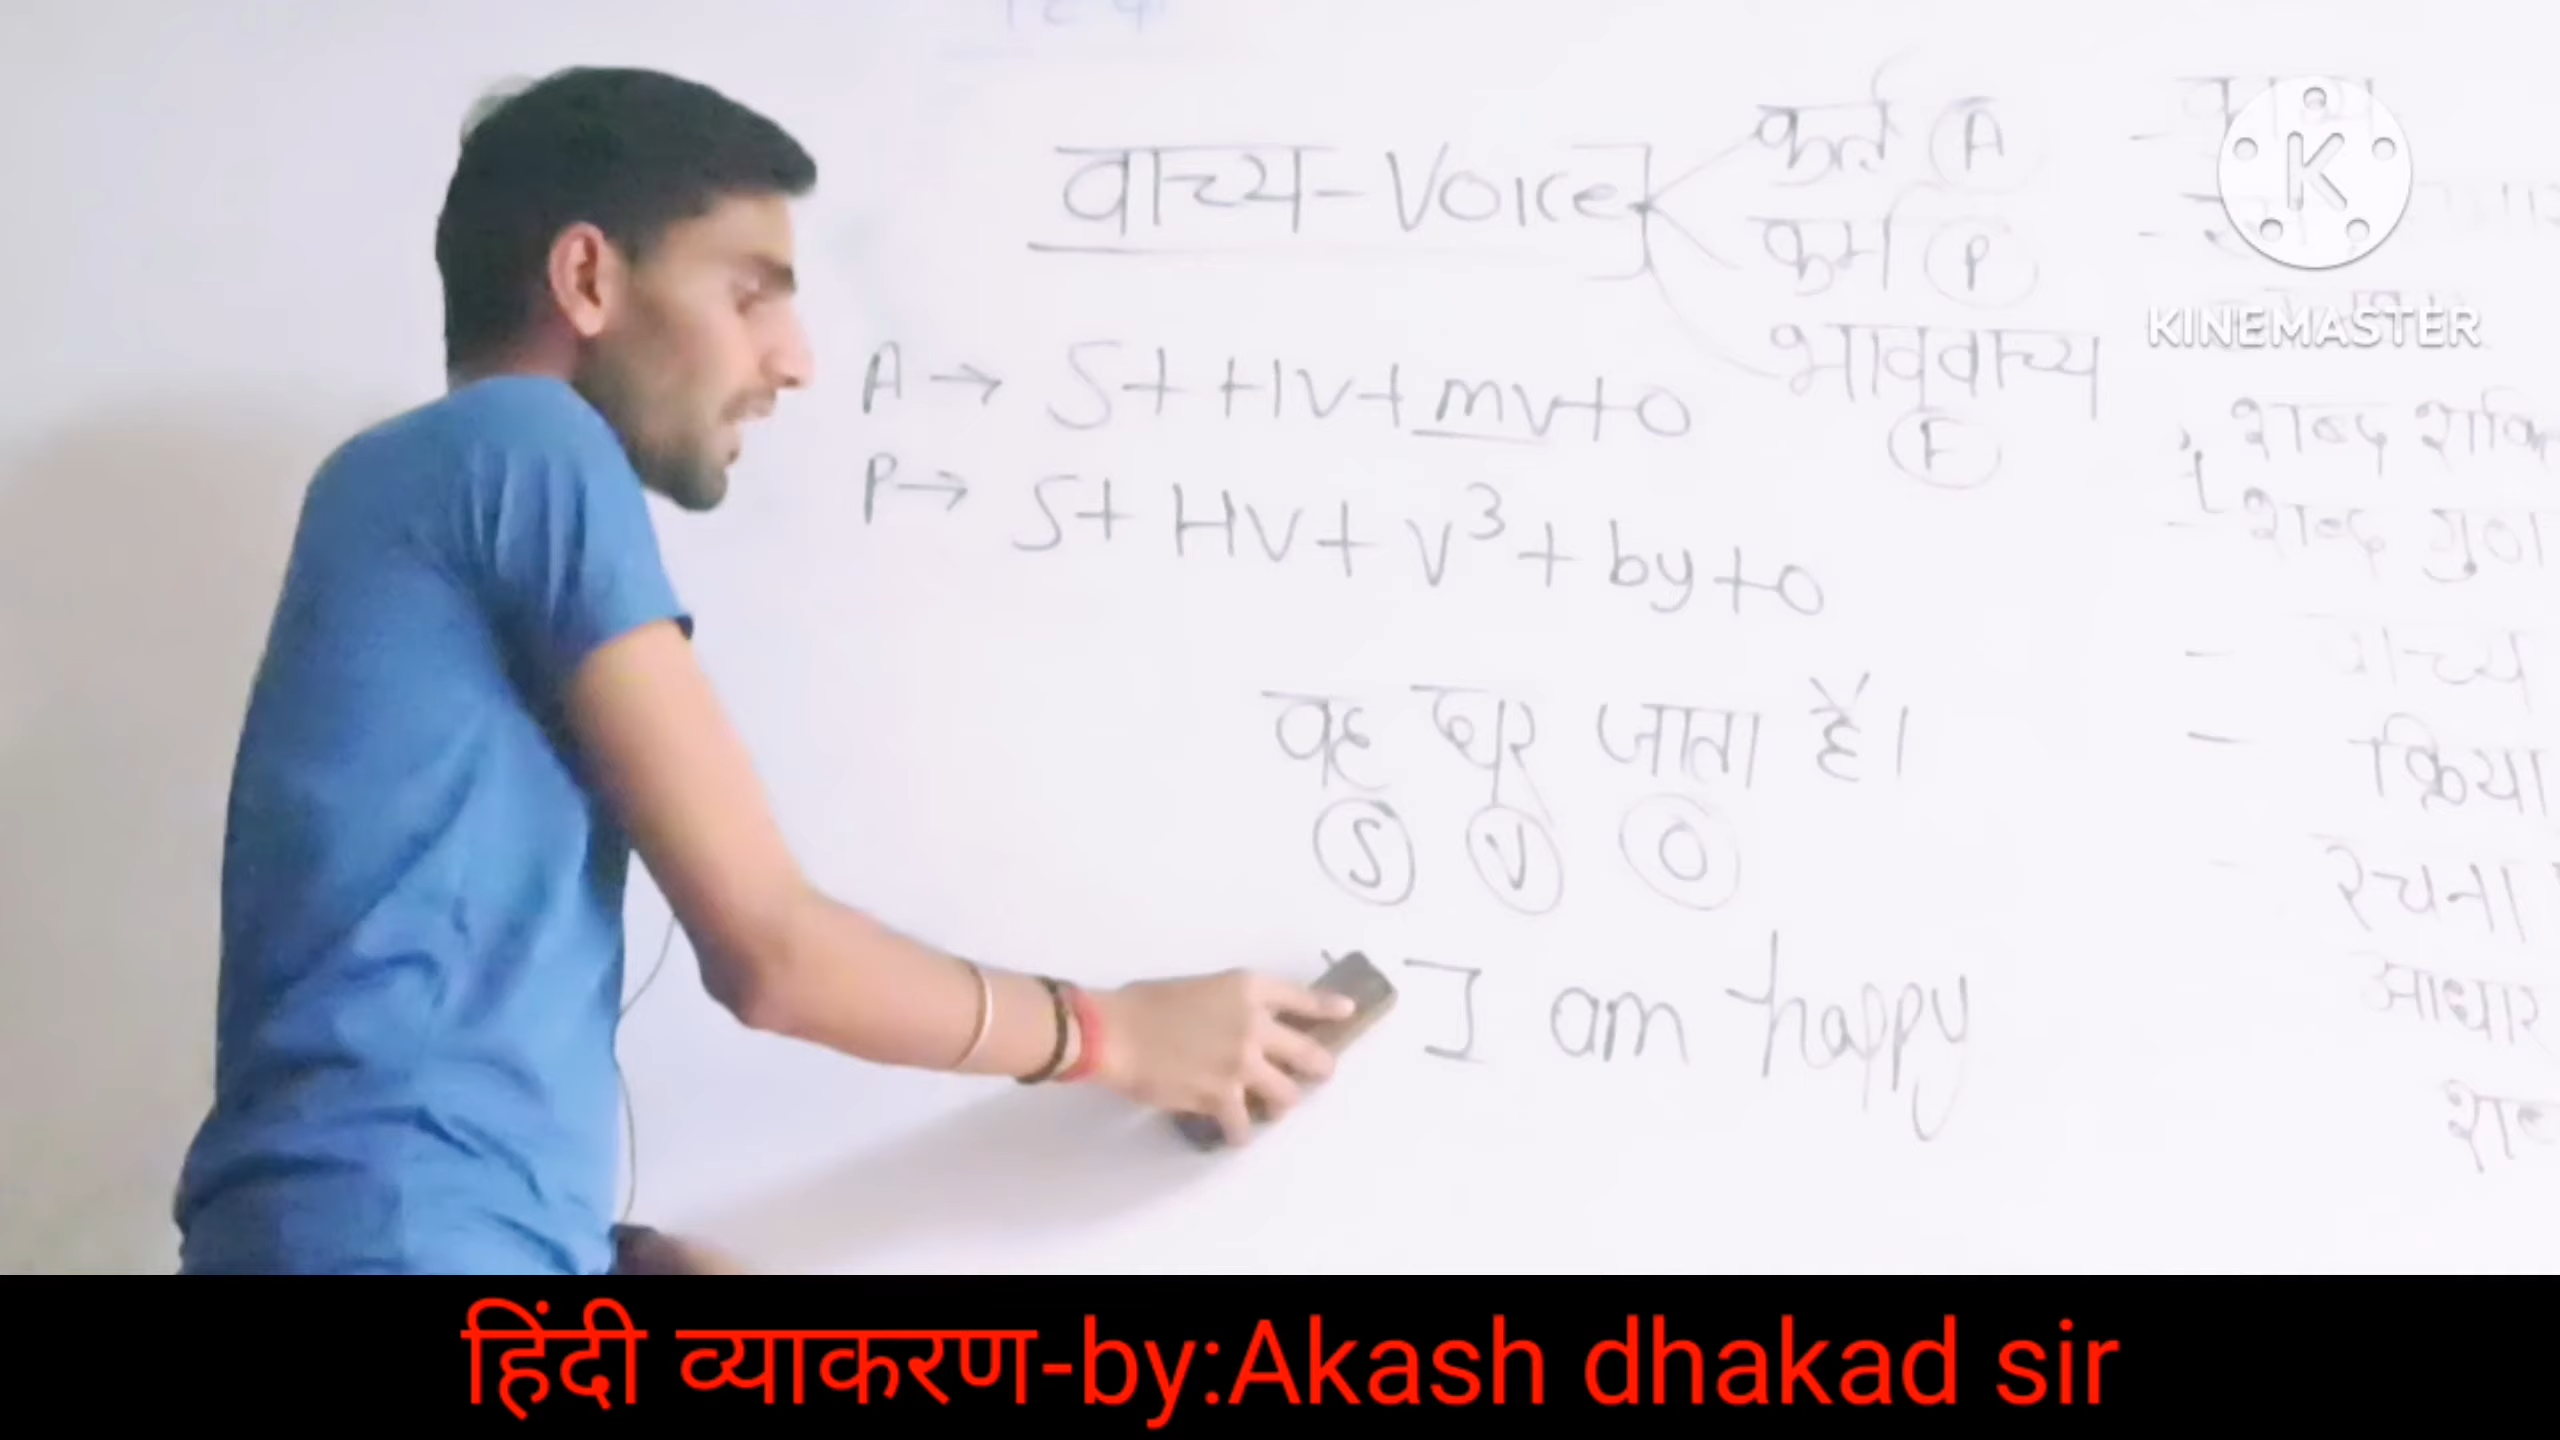 वाच्य-Voice
कर्तृ A
कर्म P
भाववाच्य
F
A → S+ HV+mv+O
P→ S+ HV+ V³ + by+O
वह घर जाता है।
S V O
I am happy
शब्द
शब्द गुण
वाच्य
क्रिया
रचना
आधार
KINEMASTER
हिंदी व्याकरण-by:Akash dhakad sir